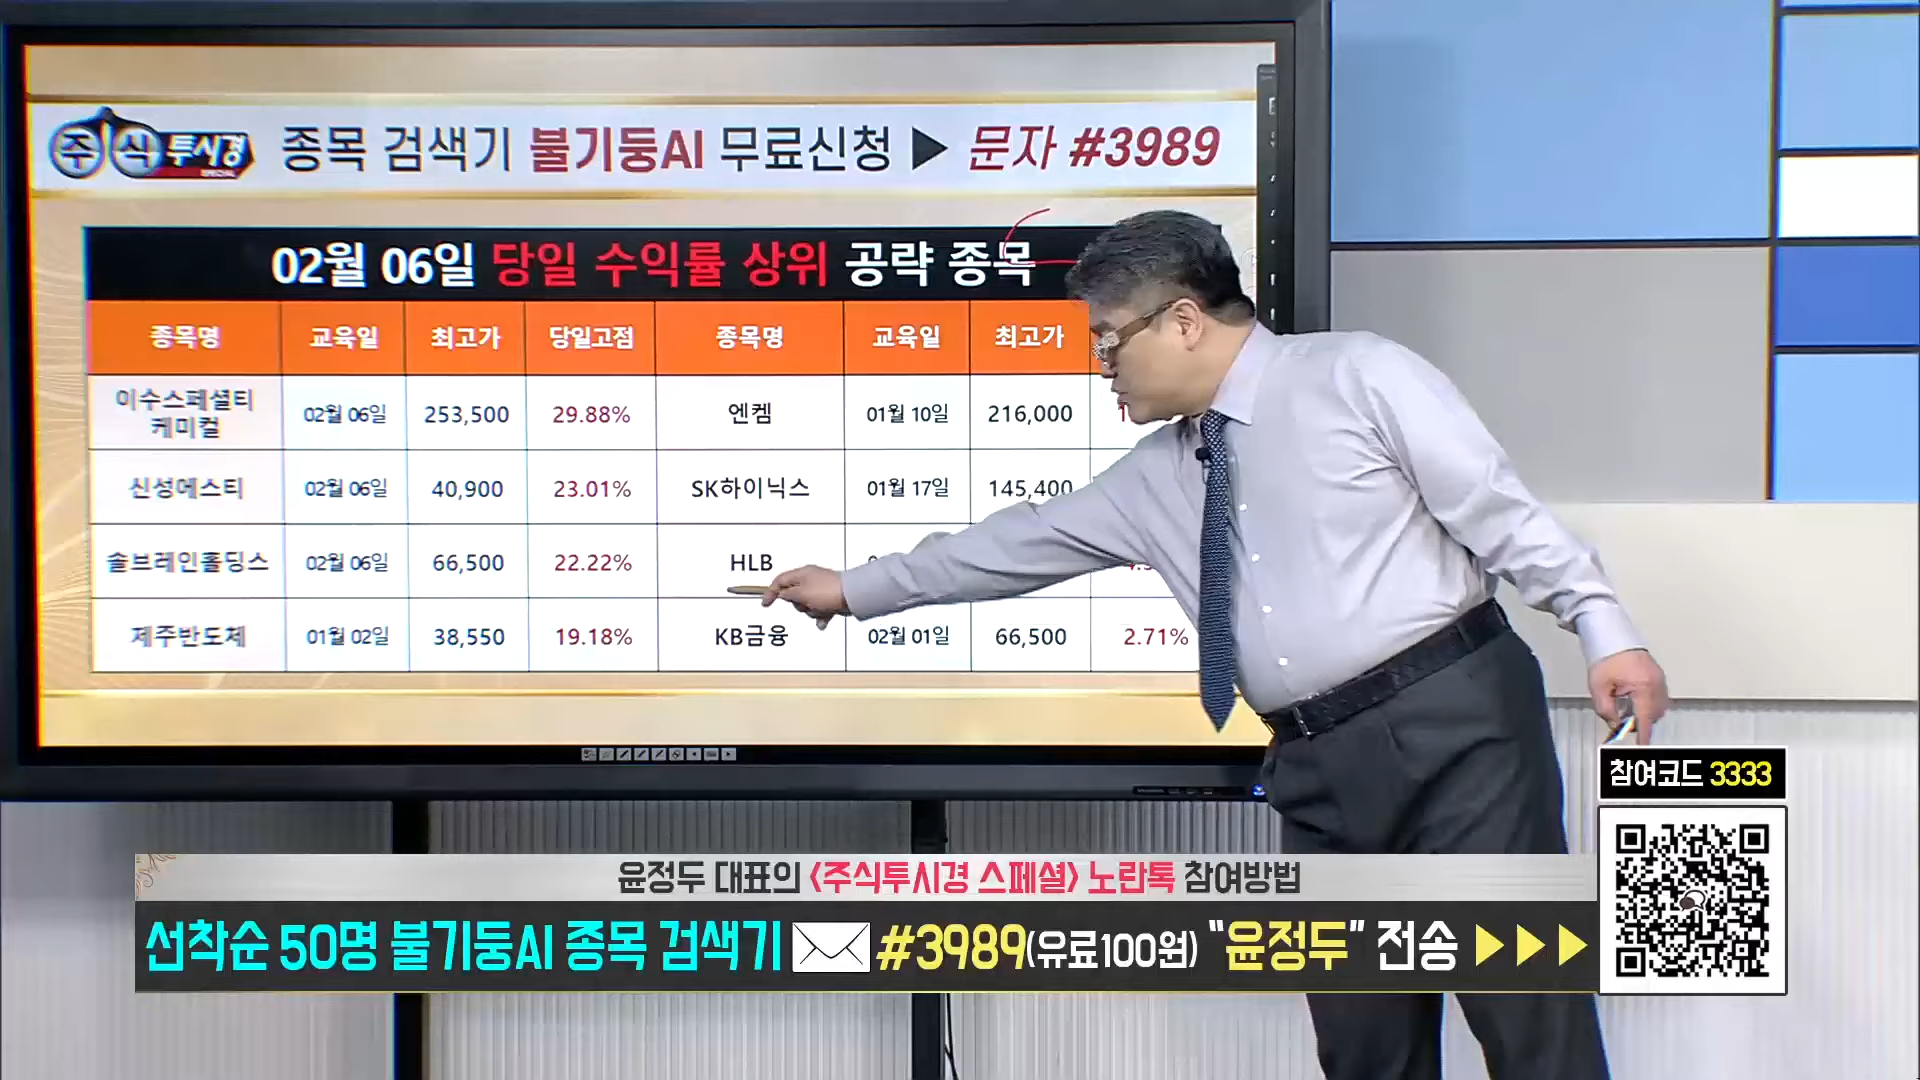 주식투시경 종목 검색기 불기둥AI 무료신청 ▶ 문자 #3989
02월 06일 당일 수익률 상위 공략 종목
종목명 교육일 최고가 당일고점 종목명 교육일 최고가
이수스페셜티
케미컬 02월 06일 253,500 29.88% 엔켐 01월 10일 216,000
신성에스티 02월 06일 40,900 23.01% SK하이닉스 01월 17일 145,400
솔브레인홀딩스 02월 06일 66,500 22.22% HLB
제주반도체 01월 02일 38,550 19.18% KB금융 02월 01일 66,500 2.71%
참여코드 3333
윤정두 대표의 <주식투시경 스페셜> 노란톡 참여방법
선착순 50명 불기둥AI 종목 검색기 #3989(유료100원) "윤정두" 전송 ▶▶▶